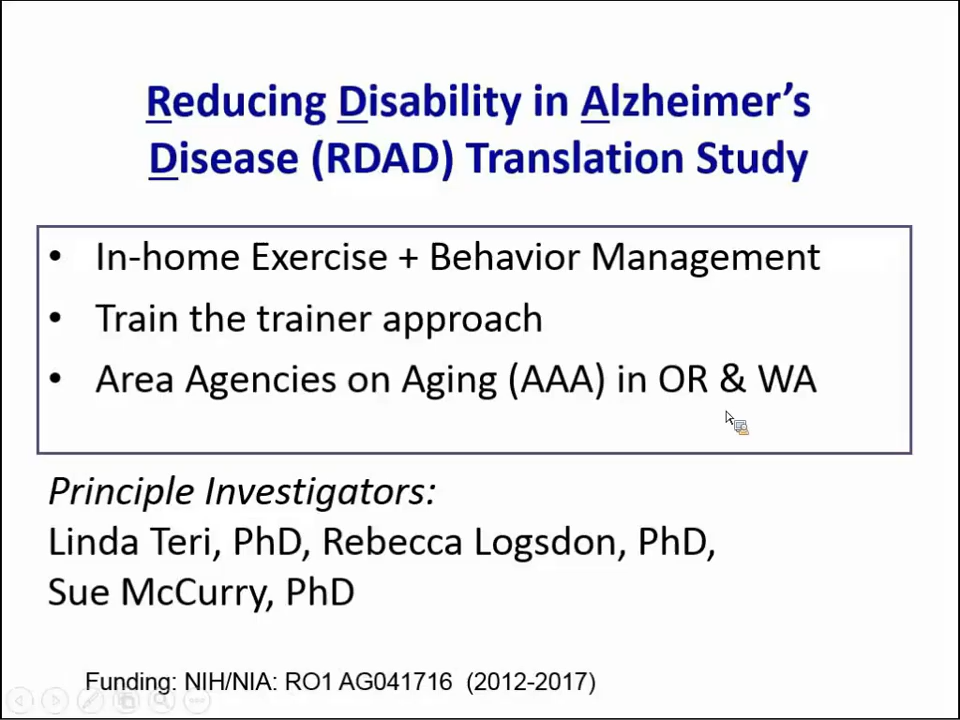 Reducing Disability in Alzheimer's
Disease (RDAD) Translation Study
• In-home Exercise + Behavior Management
• Train the trainer approach
• Area Agencies on Aging (AAA) in OR & WA
Principle Investigators:
Linda Teri, PhD, Rebecca Logsdon, PhD,
Sue McCurry, PhD
Funding: NIH/NIA: RO1 AG041716 (2012-2017)